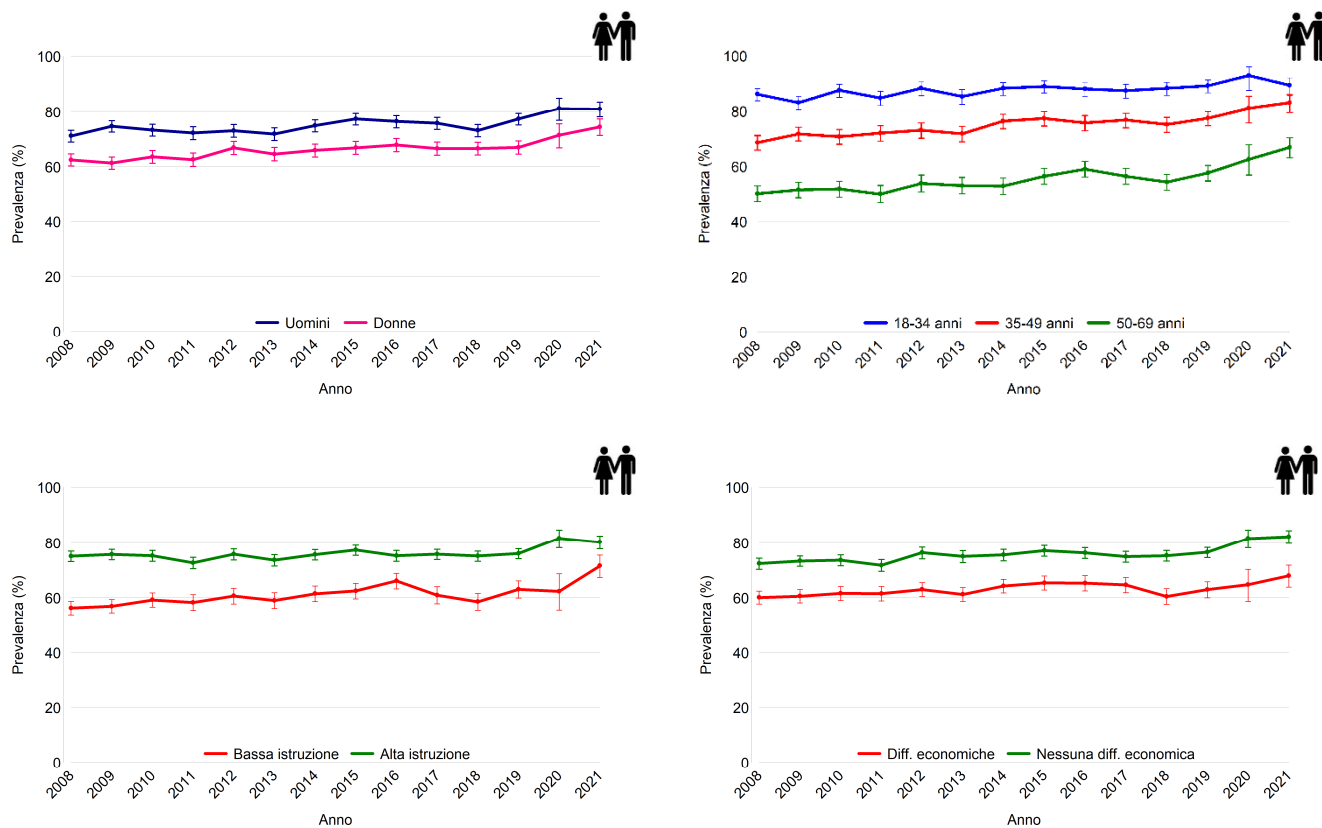 100
80
60
40
20
0
Prevalenza (%)
Uomini Donne
2008 2009 2010 2011 2012 2013 2014 2015 2016 2017 2018 2019 2020 2021
Anno
100
80
60
40
20
0
Prevalenza (%)
18-34 anni 35-49 anni 50-69 anni
2008 2009 2010 2011 2012 2013 2014 2015 2016 2017 2018 2019 2020 2021
Anno
100
80
60
40
20
0
Prevalenza (%)
Bassa istruzione Alta istruzione
2008 2009 2010 2011 2012 2013 2014 2015 2016 2017 2018 2019 2020 2021
Anno
100
80
60
40
20
0
Prevalenza (%)
Diff. economiche Nessuna diff. economica
2008 2009 2010 2011 2012 2013 2014 2015 2016 2017 2018 2019 2020 2021
Anno